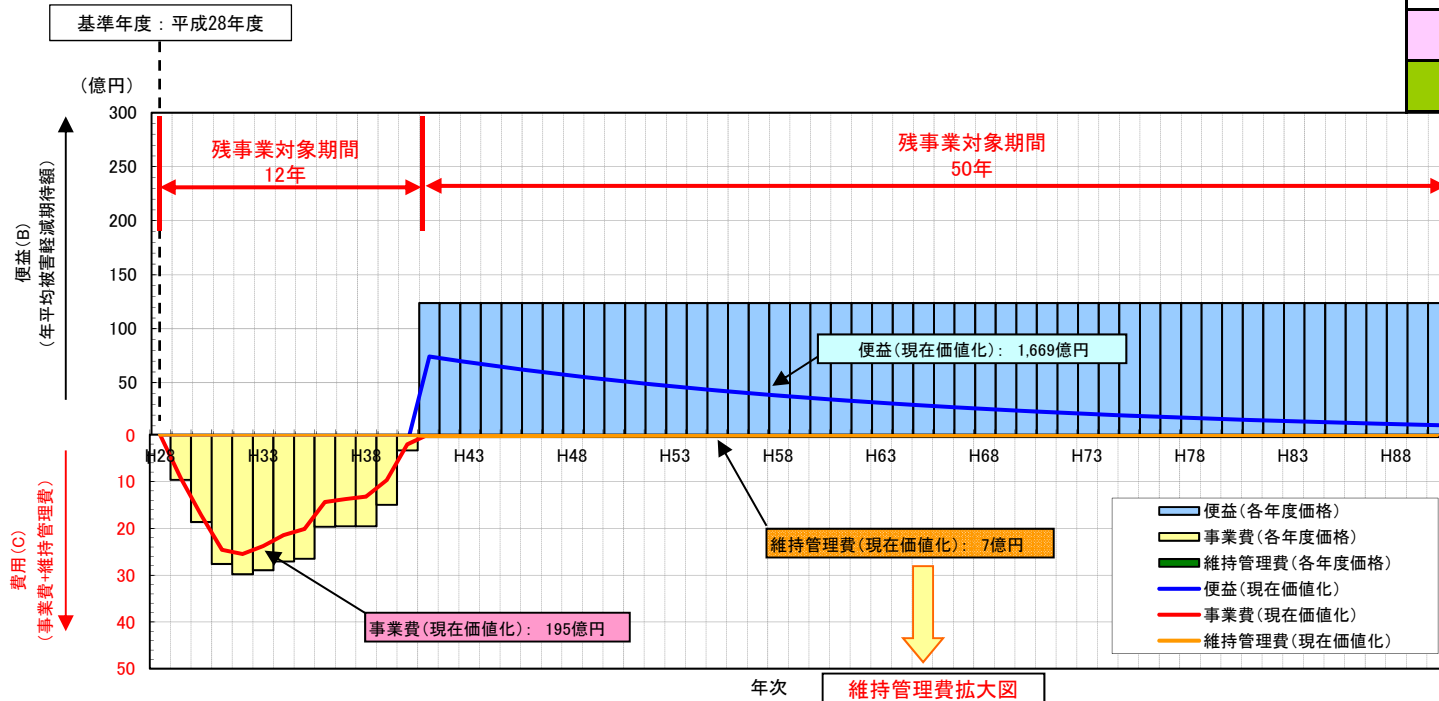 基準年度：平成28年度
（億円）
300
250
200
150
100
50
0
10
20
30
40
50
便益（B）
（年平均被害軽減期待額）
費用（C）
（事業費+維持管理費）
残事業対象期間
12年
残事業対象期間
50年
便益（現在価値化）： 1,669億円
H28
H33
H38
H43
H48
H53
H58
H63
H68
H73
H78
H83
H88
維持管理費（現在価値化）： 7億円
事業費（現在価値化）： 195億円
便益（各年度価格）
事業費（各年度価格）
維持管理費（各年度価格）
便益（現在価値化）
事業費（現在価値化）
維持管理費（現在価値化）
年次
維持管理費拡大図